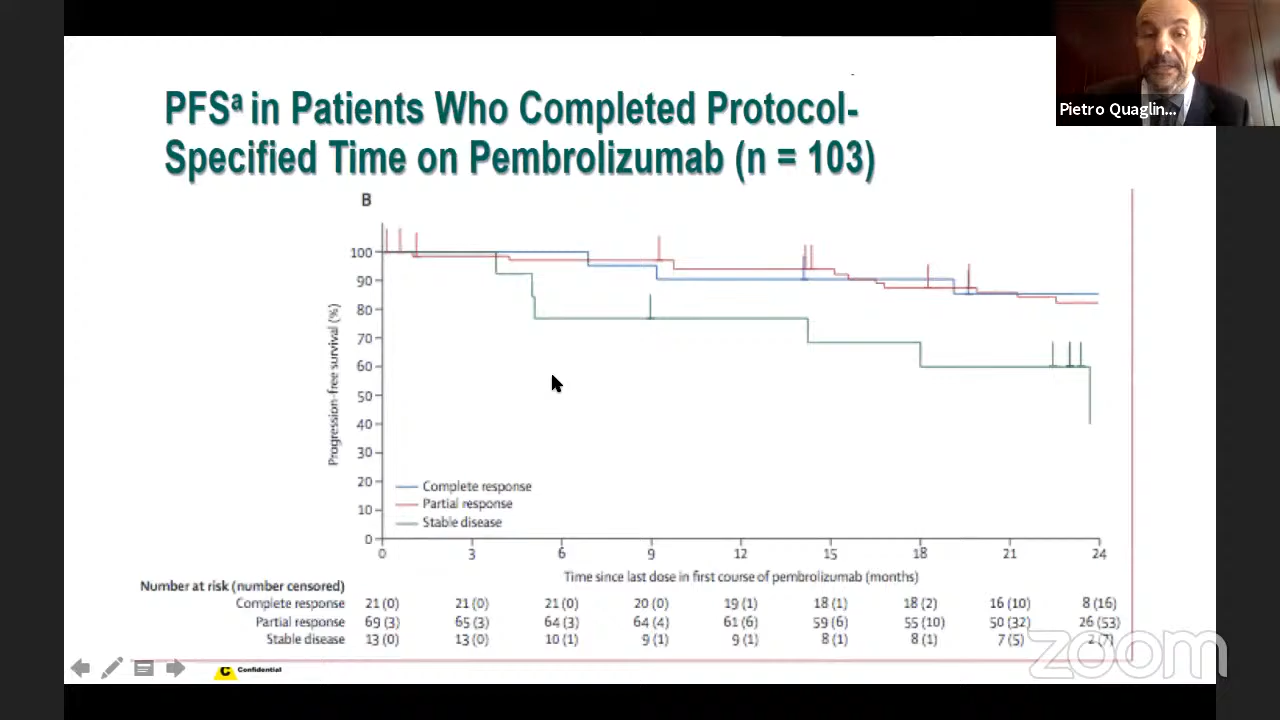 PFSa in Patients Who Completed Protocol-
Specified Time on Pembrolizumab (n = 103)
Pietro Quaglin...
B
Progression-free survival (%)
100
90
80
70
60
50
40
30
20
10
0
Complete response
Partial response
Stable disease
0 3 6 9 12 15 18 21 24
Time since last dose in first course of pembrolizumab (months)
Number at risk (number censored)
Complete response 21 (0) 21 (0) 21 (0) 20 (0) 19 (1) 18 (1) 18 (2) 16 (10) 8 (16)
Partial response 69 (3) 65 (3) 64 (3) 64 (4) 61 (6) 59 (6) 55 (10) 50 (32) 26 (53)
Stable disease 13 (0) 13 (0) 10 (1) 9 (1) 9 (1) 8 (1) 8 (1) 7 (5) 2 (7)
C Confidential
zoom